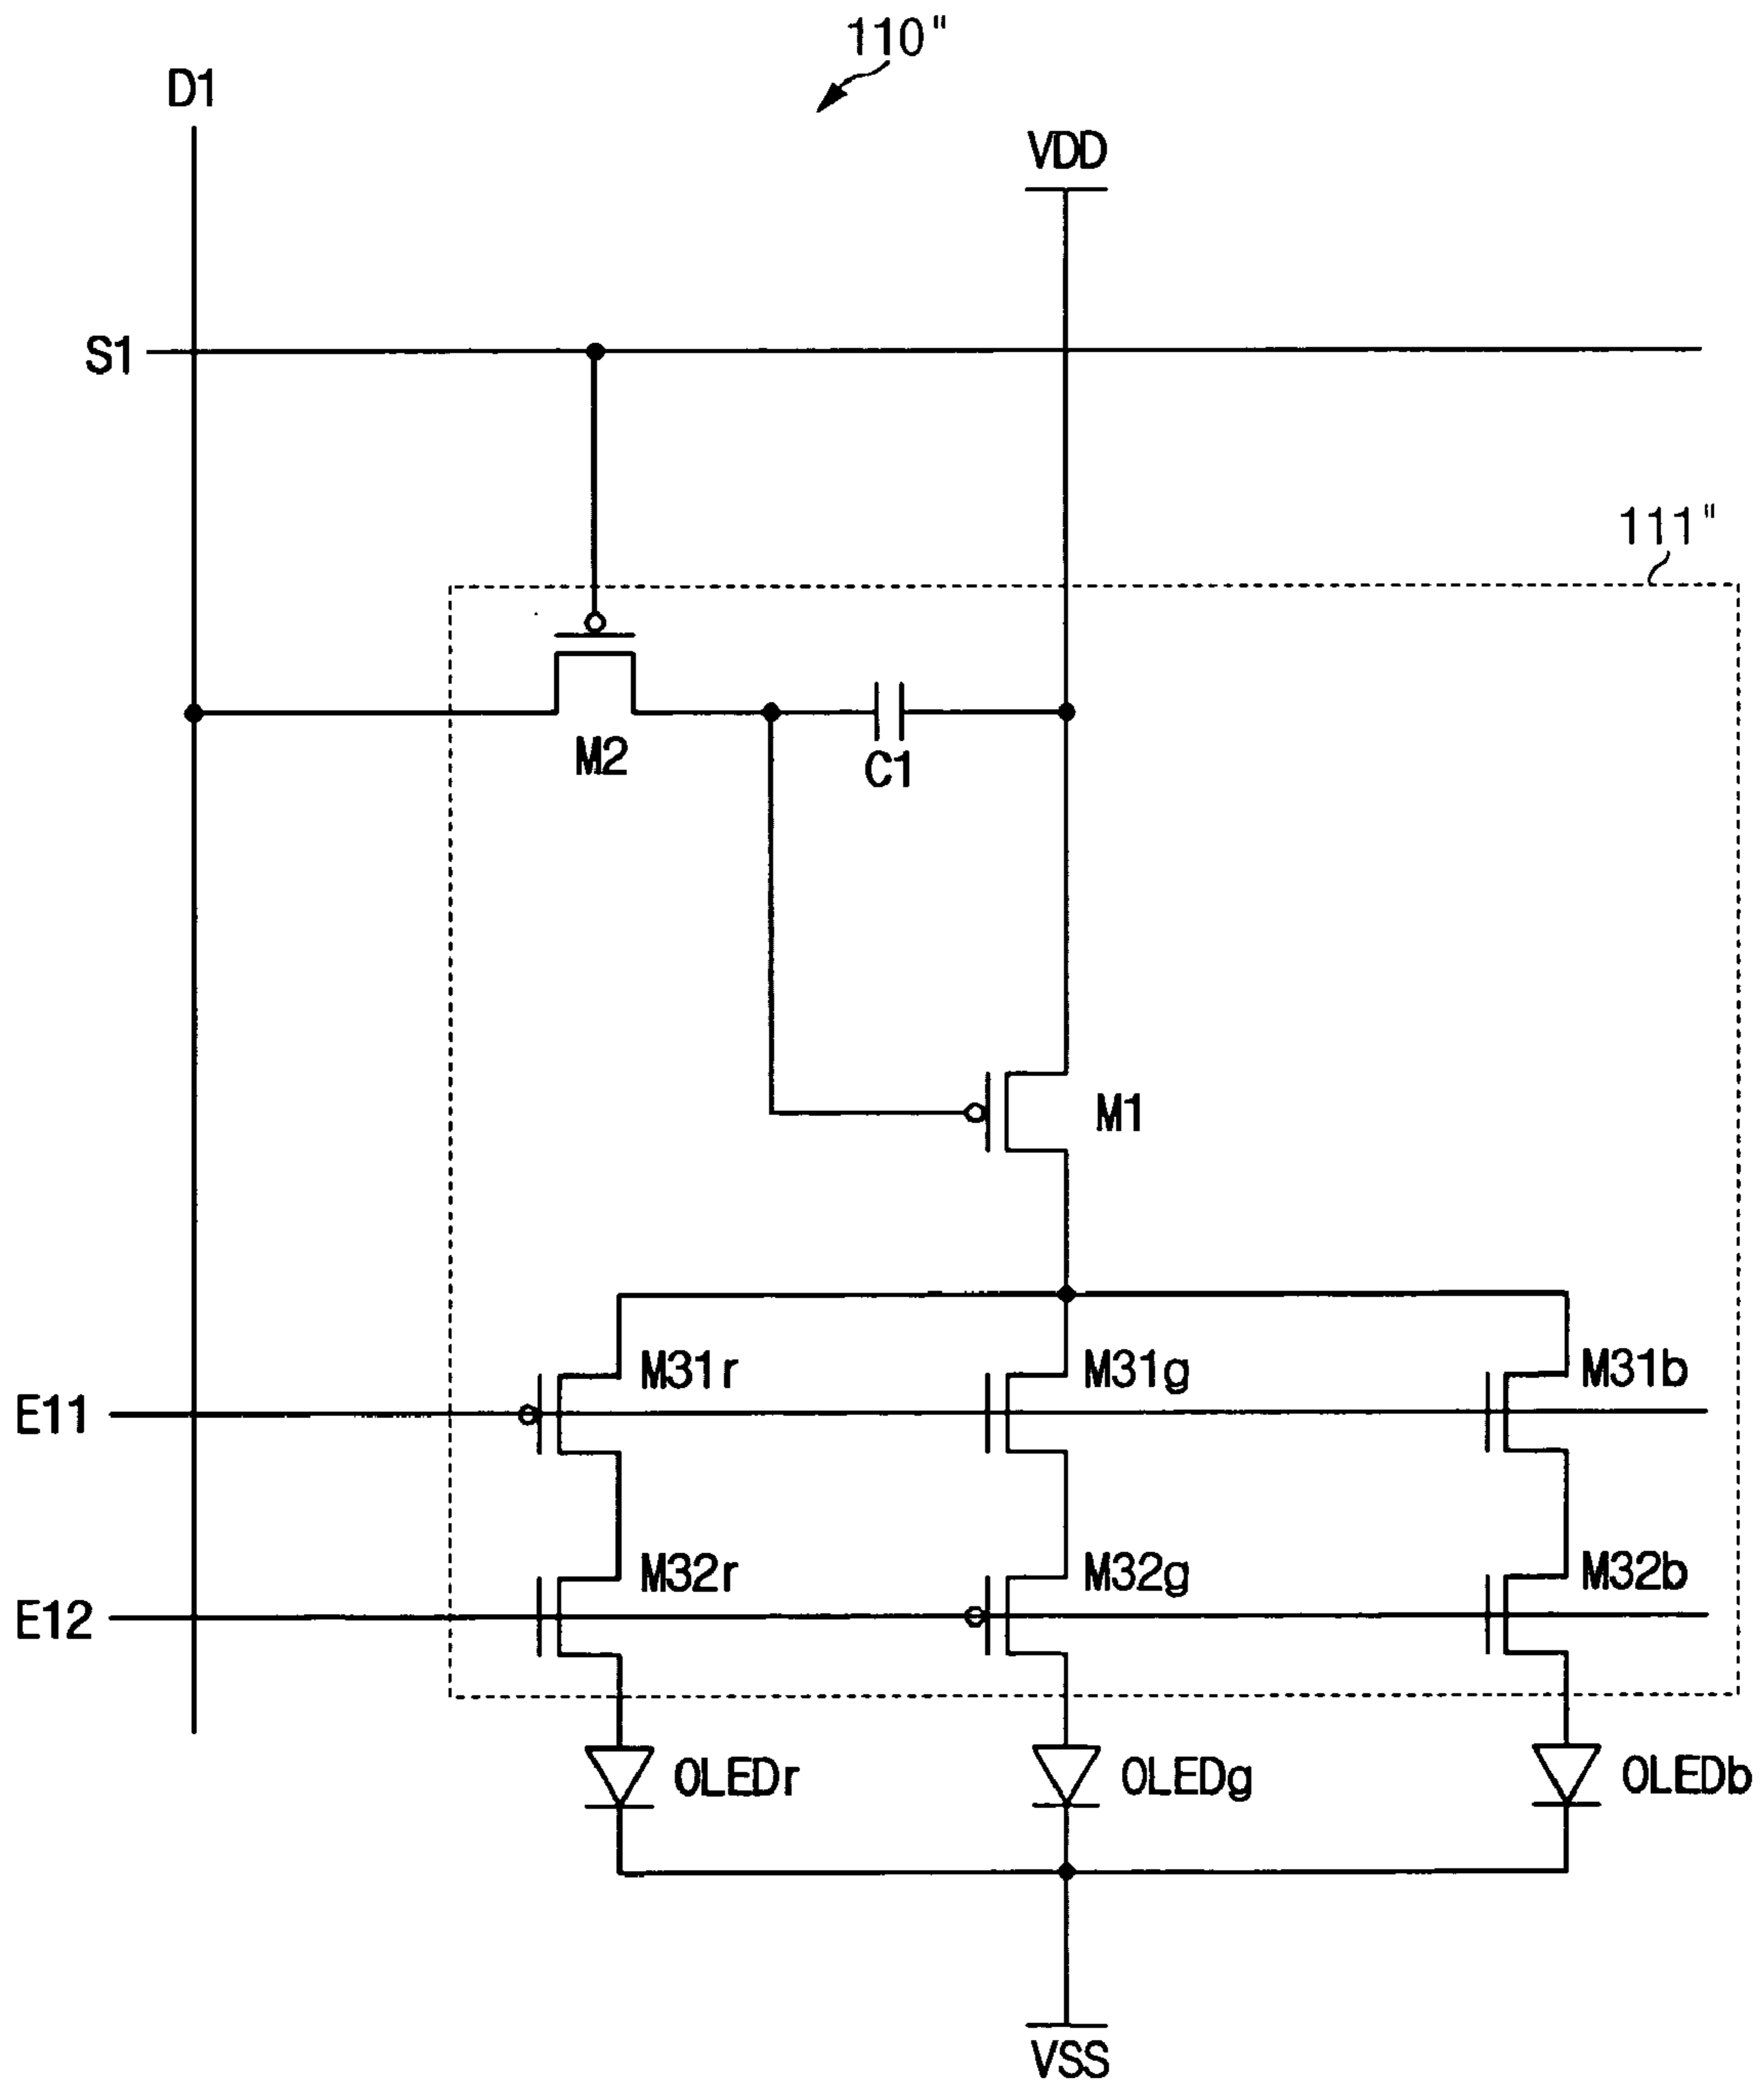 110"
D1
VDD
S1
111"
M2
C1
M1
M31r
M31g
M31b
E11
M32r
M32g
M32b
E12
OLEDr
OLEDg
OLEDb
VSS